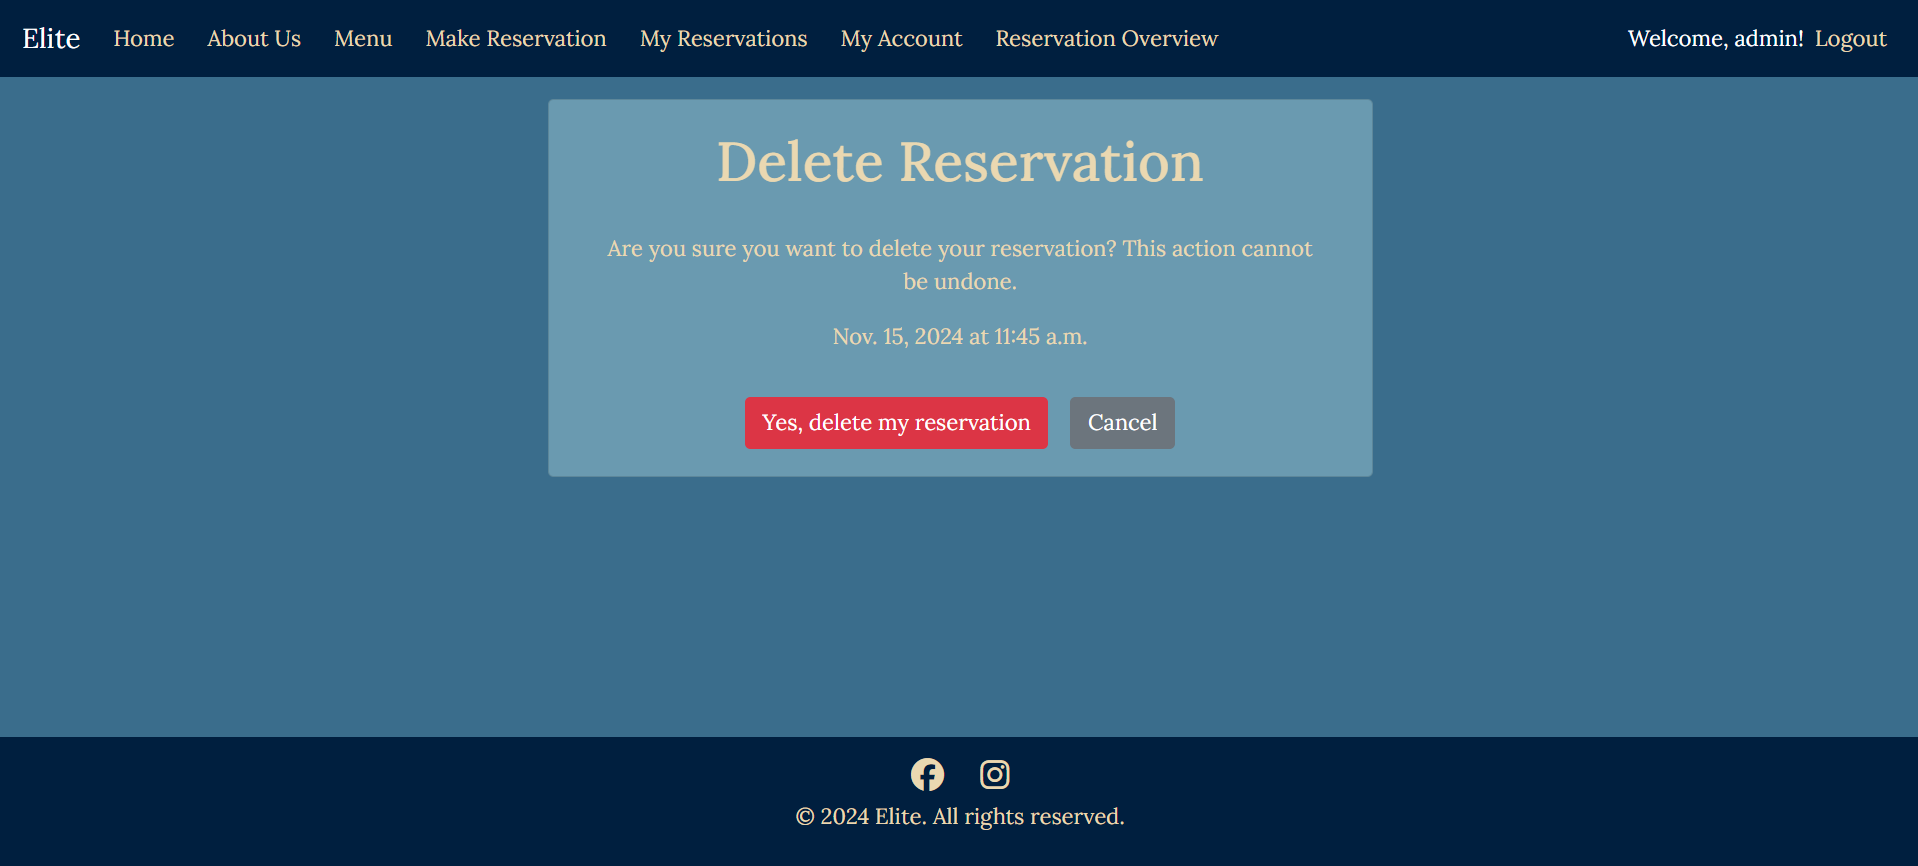 Elite Home About Us Menu Make Reservation My Reservations My Account Reservation Overview Welcome, admin! Logout
Delete Reservation
Are you sure you want to delete your reservation? This action cannot
be undone.
Nov. 15, 2024 at 11:45 a.m.
Yes, delete my reservation Cancel
© 2024 Elite. All rights reserved.